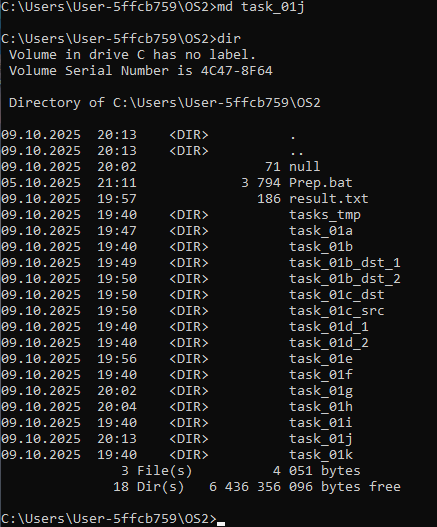 C:\Users\User-5ffcb759\OS2>md task_01j

C:\Users\User-5ffcb759\OS2>dir
 Volume in drive C has no label.
 Volume Serial Number is 4C47-8F64

 Directory of C:\Users\User-5ffcb759\OS2

09.10.2025  20:13    <DIR>          .
09.10.2025  20:13    <DIR>          ..
09.10.2025  20:02                71 null
05.10.2025  21:11             3 794 Prep.bat
09.10.2025  19:57               186 result.txt
09.10.2025  19:40    <DIR>          tasks_tmp
09.10.2025  19:47    <DIR>          task_01a
09.10.2025  19:40    <DIR>          task_01b
09.10.2025  19:49    <DIR>          task_01b_dst_1
09.10.2025  19:50    <DIR>          task_01b_dst_2
09.10.2025  19:50    <DIR>          task_01c_dst
09.10.2025  19:50    <DIR>          task_01c_src
09.10.2025  19:40    <DIR>          task_01d_1
09.10.2025  19:40    <DIR>          task_01d_2
09.10.2025  19:56    <DIR>          task_01e
09.10.2025  19:40    <DIR>          task_01f
09.10.2025  20:02    <DIR>          task_01g
09.10.2025  20:04    <DIR>          task_01h
09.10.2025  19:40    <DIR>          task_01i
09.10.2025  20:13    <DIR>          task_01j
09.10.2025  19:40    <DIR>          task_01k
               3 File(s)          4 051 bytes
              18 Dir(s)   6 436 356 096 bytes free

C:\Users\User-5ffcb759\OS2>